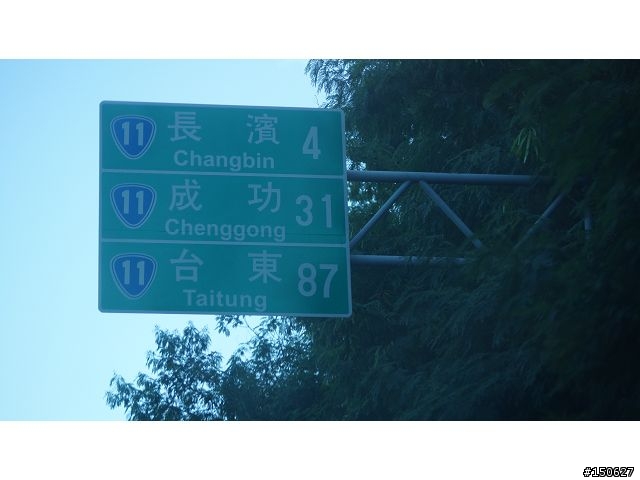 11 長濱 4
Changbin
11 成功 31
Chenggong
11 台東 87
Taitung
#150627